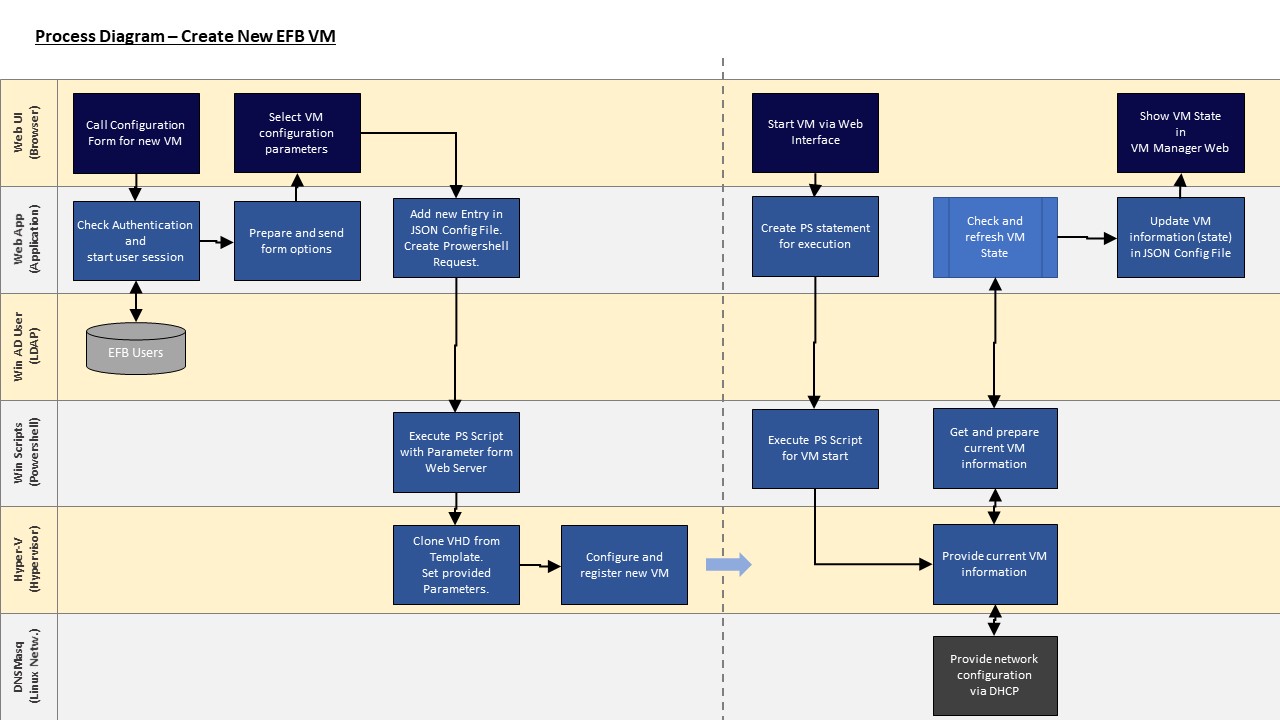 Process Diagram – Create New EFB VM
Web UI
(Browser)
Call Configuration
Form for new VM
Select VM
configuration
parameters
Start VM via Web
Interface
Show VM State
in
VM Manager Web
Web App
(Application)
Check Authentication
and
start user session
Prepare and send
form options
Add new Entry in
JSON Config File.
Create Prowershell
Request.
Create PS statement
for execution
Check and
refresh VM
State
Update VM
information (state)
in JSON Config File
Win AD User
(LDAP)
EFB Users
Win Scripts
(Powershell)
Execute PS Script
with Parameter form
Web Server
Execute PS Script
for VM start
Get and prepare
current VM
information
Hyper-V
(Hypervisor)
Clone VHD from
Template.
Set provided
Parameters.
Configure and
register new VM
Provide current VM
information
DNSMasq
(Linux Netw.)
Provide network
configuration
via DHCP